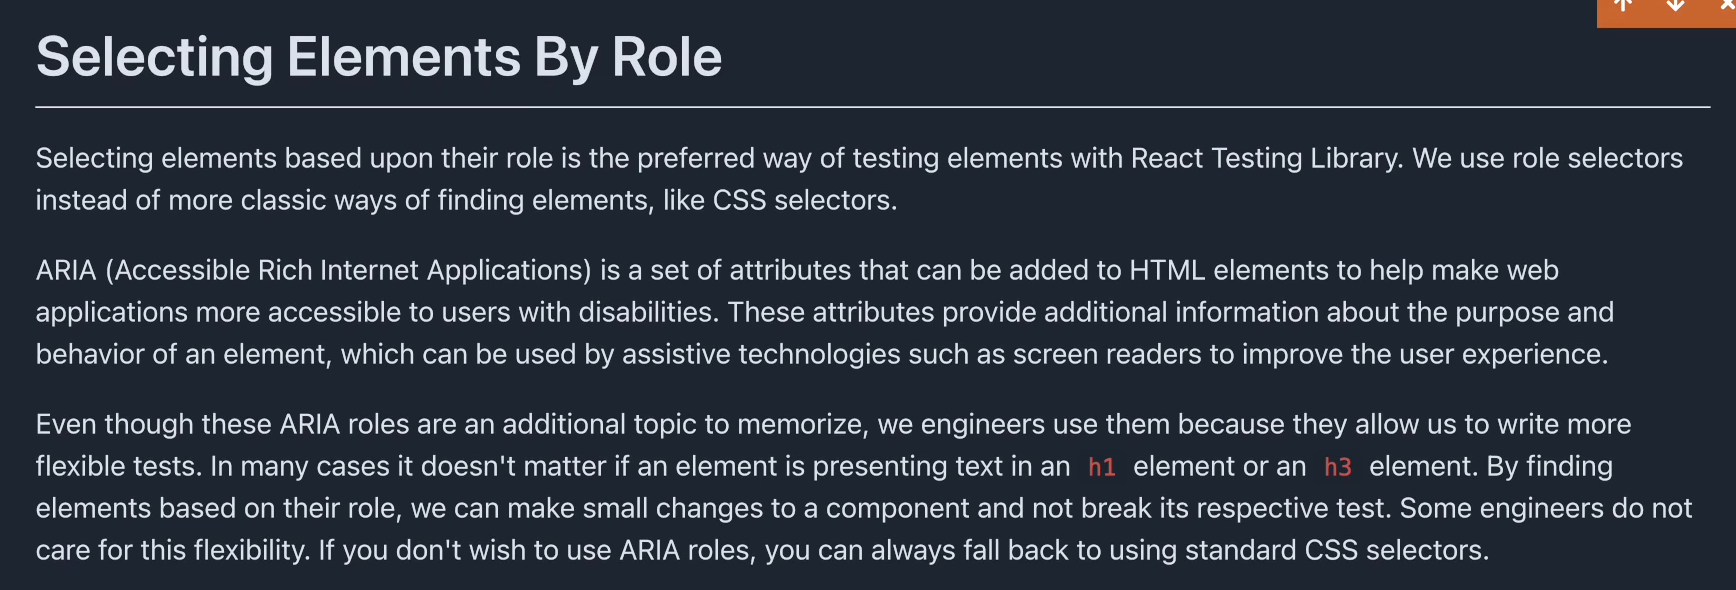 Selecting Elements By Role
Selecting elements based upon their role is the preferred way of testing elements with React Testing Library. We use role selectors
instead of more classic ways of finding elements, like CSS selectors.
ARIA (Accessible Rich Internet Applications) is a set of attributes that can be added to HTML elements to help make web
applications more accessible to users with disabilities. These attributes provide additional information about the purpose and
behavior of an element, which can be used by assistive technologies such as screen readers to improve the user experience.
Even though these ARIA roles are an additional topic to memorize, we engineers use them because they allow us to write more
flexible tests. In many cases it doesn't matter if an element is presenting text in an h1 element or an h3 element. By finding
elements based on their role, we can make small changes to a component and not break its respective test. Some engineers do not
care for this flexibility. If you don't wish to use ARIA roles, you can always fall back to using standard CSS selectors.